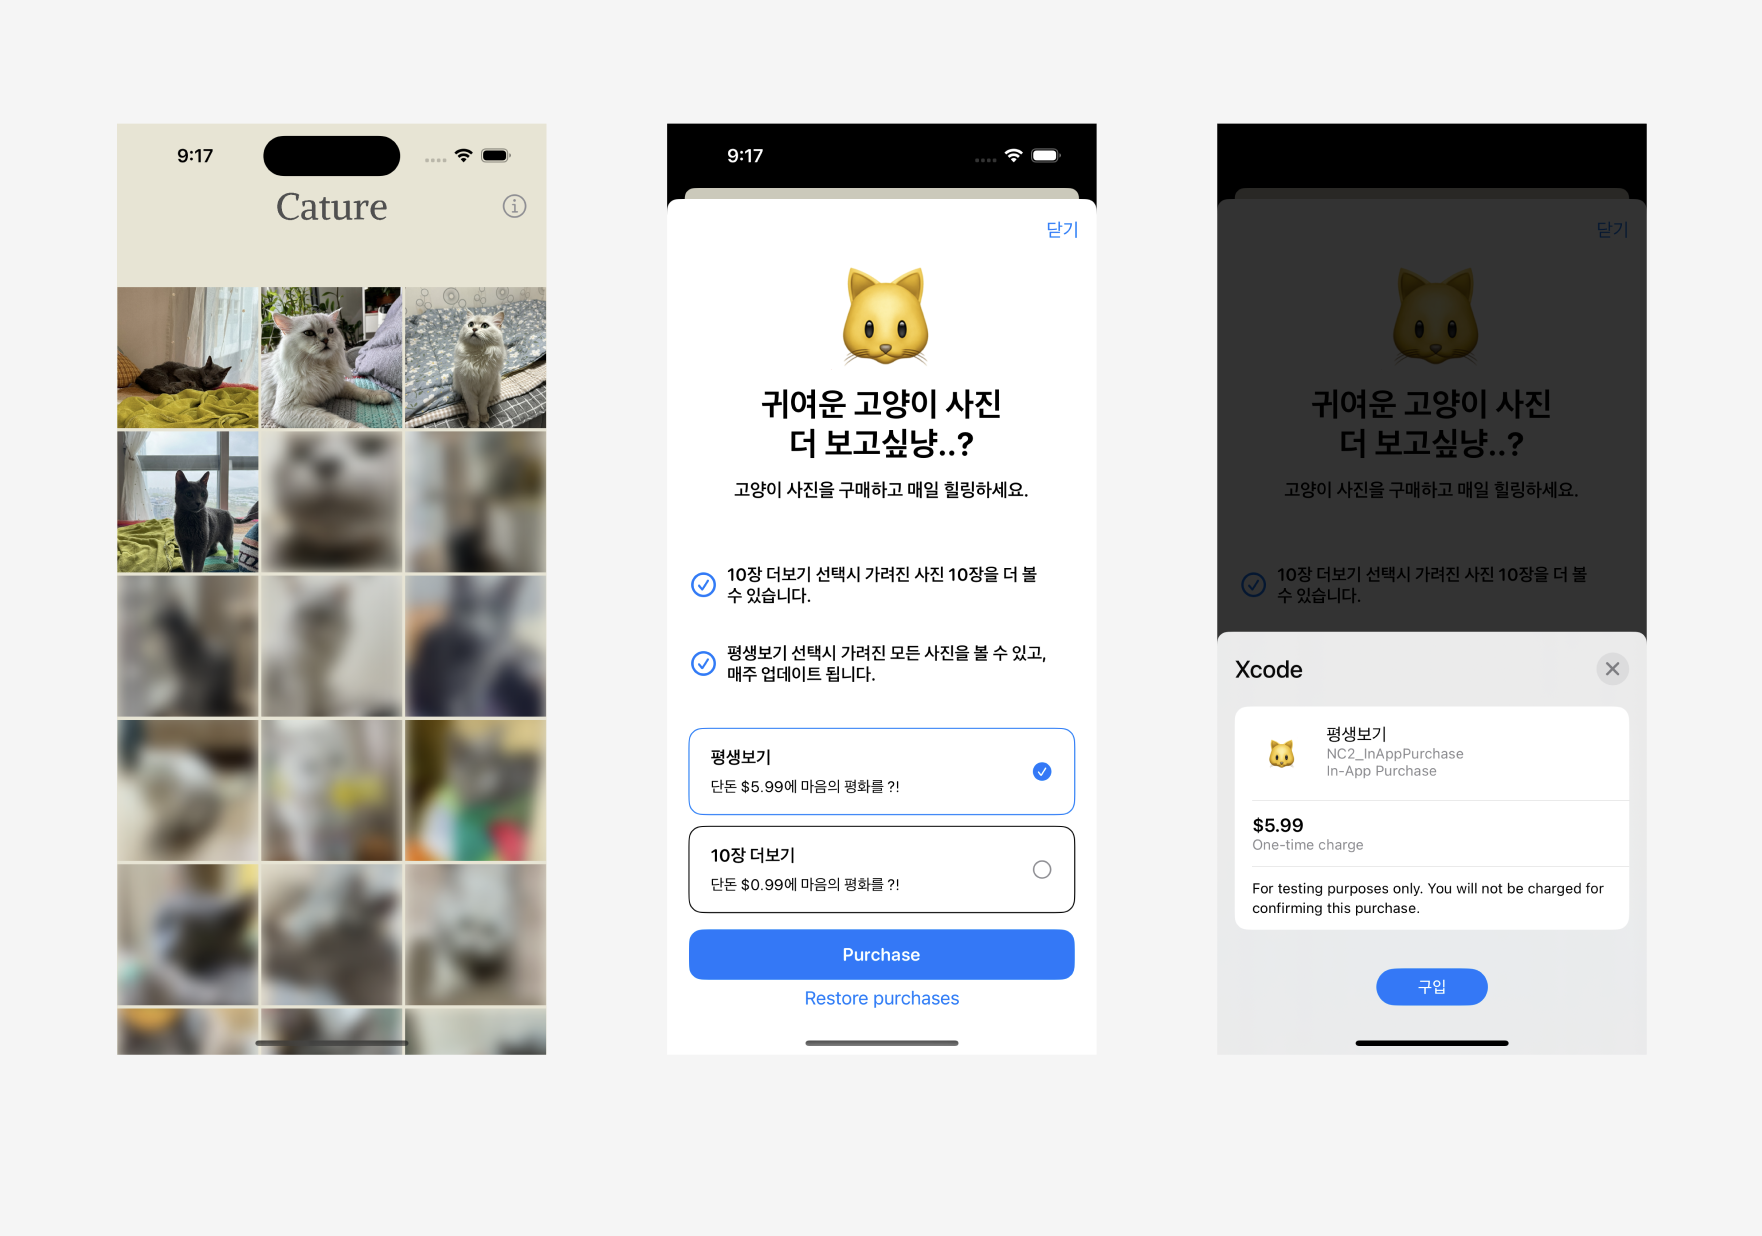 9:17
Cature
9:17
닫기
귀여운 고양이 사진
더 보고싶냥..?
고양이 사진을 구매하고 매일 힐링하세요.
10장 더보기 선택시 가려진 사진 10장을 더 볼
수 있습니다.
평생보기 선택시 가려진 모든 사진을 볼 수 있고,
매주 업데이트 됩니다.
평생보기
단돈 $5.99에 마음의 평화를 ?!
10장 더보기
단돈 $0.99에 마음의 평화를 ?!
Purchase
Restore purchases
닫기
귀여운 고양이 사진
더 보고싶냥..?
고양이 사진을 구매하고 매일 힐링하세요.
10장 더보기 선택시 가려진 사진 10장을 더 볼
수 있습니다.
Xcode
평생보기
NC2_InAppPurchase
In-App Purchase
$5.99
One-time charge
For testing purposes only. You will not be charged for
confirming this purchase.
구입